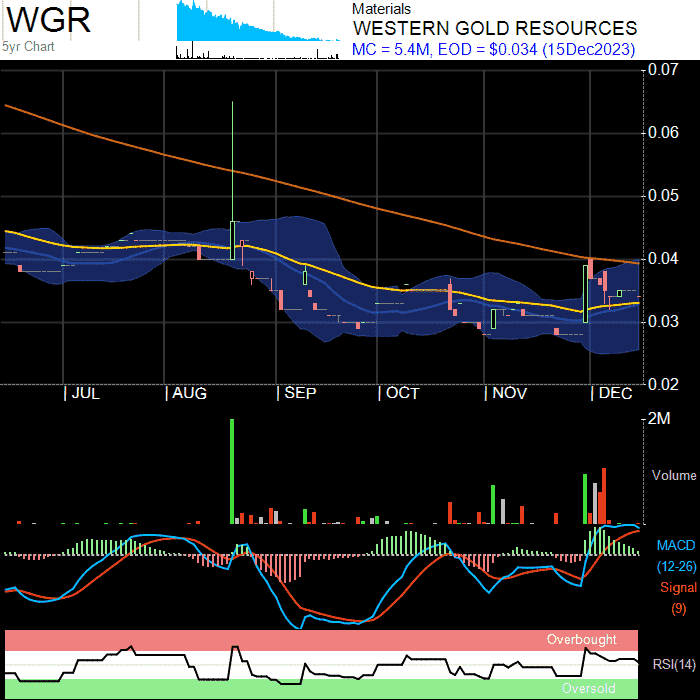 WGR
5yr Chart
Materials
WESTERN GOLD RESOURCES
MC = 5.4M, EOD = $0.034 (15Dec2023)
0.07
0.06
0.05
0.04
0.03
0.02
JUL
AUG
SEP
OCT
NOV
DEC
2M
Volume
MACD
(12-26)
Signal
(9)
Overbought
RSI(14)
Oversold